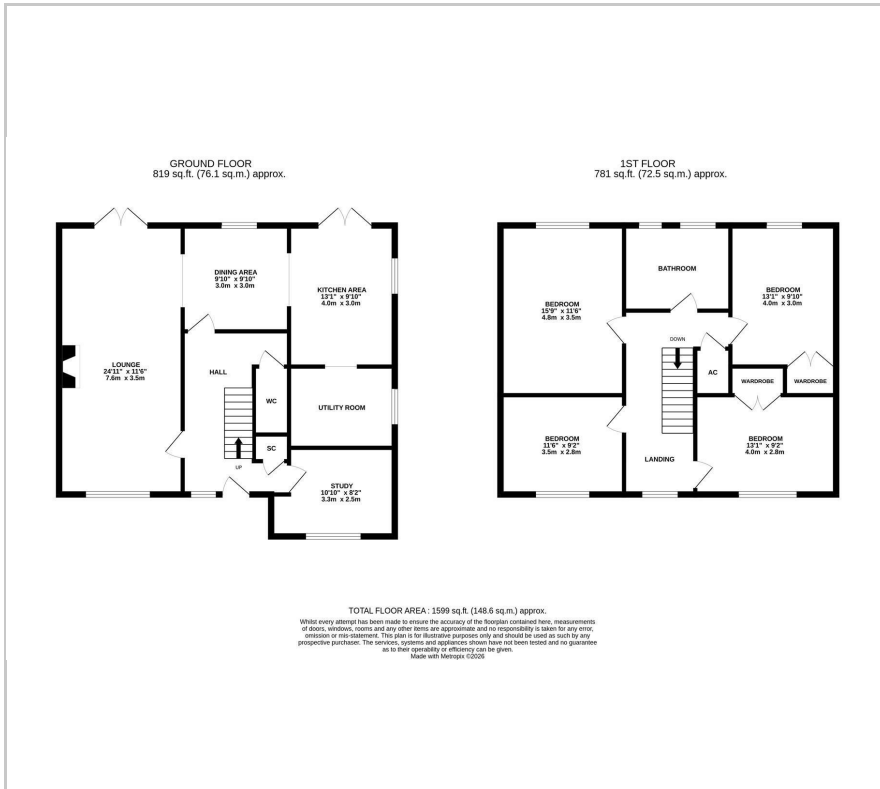 GROUND FLOOR
819 sq.ft. (76.1 sq.m.) approx.
DINING AREA
9'10" x 9'10"
3.0m x 3.0m
KITCHEN AREA
13'1" x 9'10"
4.0m x 3.0m
LOUNGE
24'11" x 11'6"
7.6m x 3.5m
HALL
WC
UTILITY ROOM
SC
UP
STUDY
10'10" x 8'2"
3.3m x 2.5m
1ST FLOOR
781 sq.ft. (72.5 sq.m.) approx.
BATHROOM
BEDROOM
15'9" x 11'6"
4.8m x 3.5m
BEDROOM
13'1" x 9'10"
4.0m x 3.0m
DOWN
AC
WARDROBE
WARDROBE
BEDROOM
11'6" x 9'2"
3.5m x 2.8m
LANDING
BEDROOM
13'1" x 9'2"
4.0m x 2.8m
TOTAL FLOOR AREA : 1599 sq.ft. (148.6 sq.m.) approx.
Whilst every attempt has been made to ensure the accuracy of the floorplan contained here, measurements
of doors, windows, rooms and any other items are approximate and no responsibility is taken for any error,
omission or mis-statement. This plan is for illustrative purposes only and should be used as such by any
prospective purchaser. The services, systems and appliances shown have not been tested and no guarantee
as to their operability or efficiency can be given.
Made with Metropix ©2026